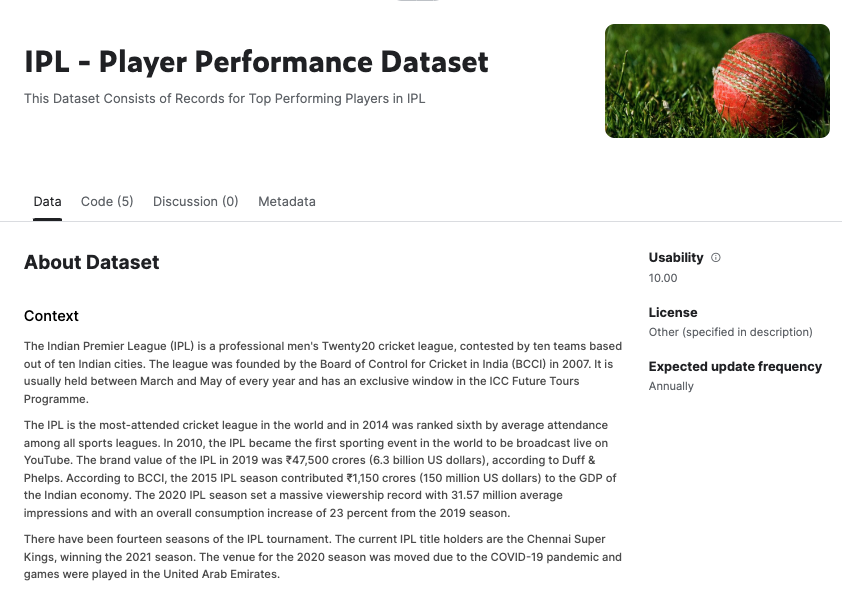 IPL - Player Performance Dataset
This Dataset Consists of Records for Top Performing Players in IPL
Data
Code (5)
Discussion (0)
Metadata
About Dataset
Context
The Indian Premier League (IPL) is a professional men's Twenty20 cricket league, contested by ten teams based
out of ten Indian cities. The league was founded by the Board of Control for Cricket in India (BCCI) in 2007. It is
usually held between March and May of every year and has an exclusive window in the ICC Future Tours
Programme.
The IPL is the most-attended cricket league in the world and in 2014 was ranked sixth by average attendance
among all sports leagues. In 2010, the IPL became the first sporting event in the world to be broadcast live on
YouTube. The brand value of the IPL in 2019 was ₹47,500 crores (6.3 billion US dollars), according to Duff &
Phelps. According to BCCI, the 2015 IPL season contributed ₹1,150 crores (150 million US dollars) to the GDP of
the Indian economy. The 2020 IPL season set a massive viewership record with 31.57 million average
impressions and with an overall consumption increase of 23 percent from the 2019 season.
There have been fourteen seasons of the IPL tournament. The current IPL title holders are the Chennai Super
Kings, winning the 2021 season. The venue for the 2020 season was moved due to the COVID-19 pandemic and
games were played in the United Arab Emirates.
Usability
10.00
License
Other (specified in description)
Expected update frequency
Annually